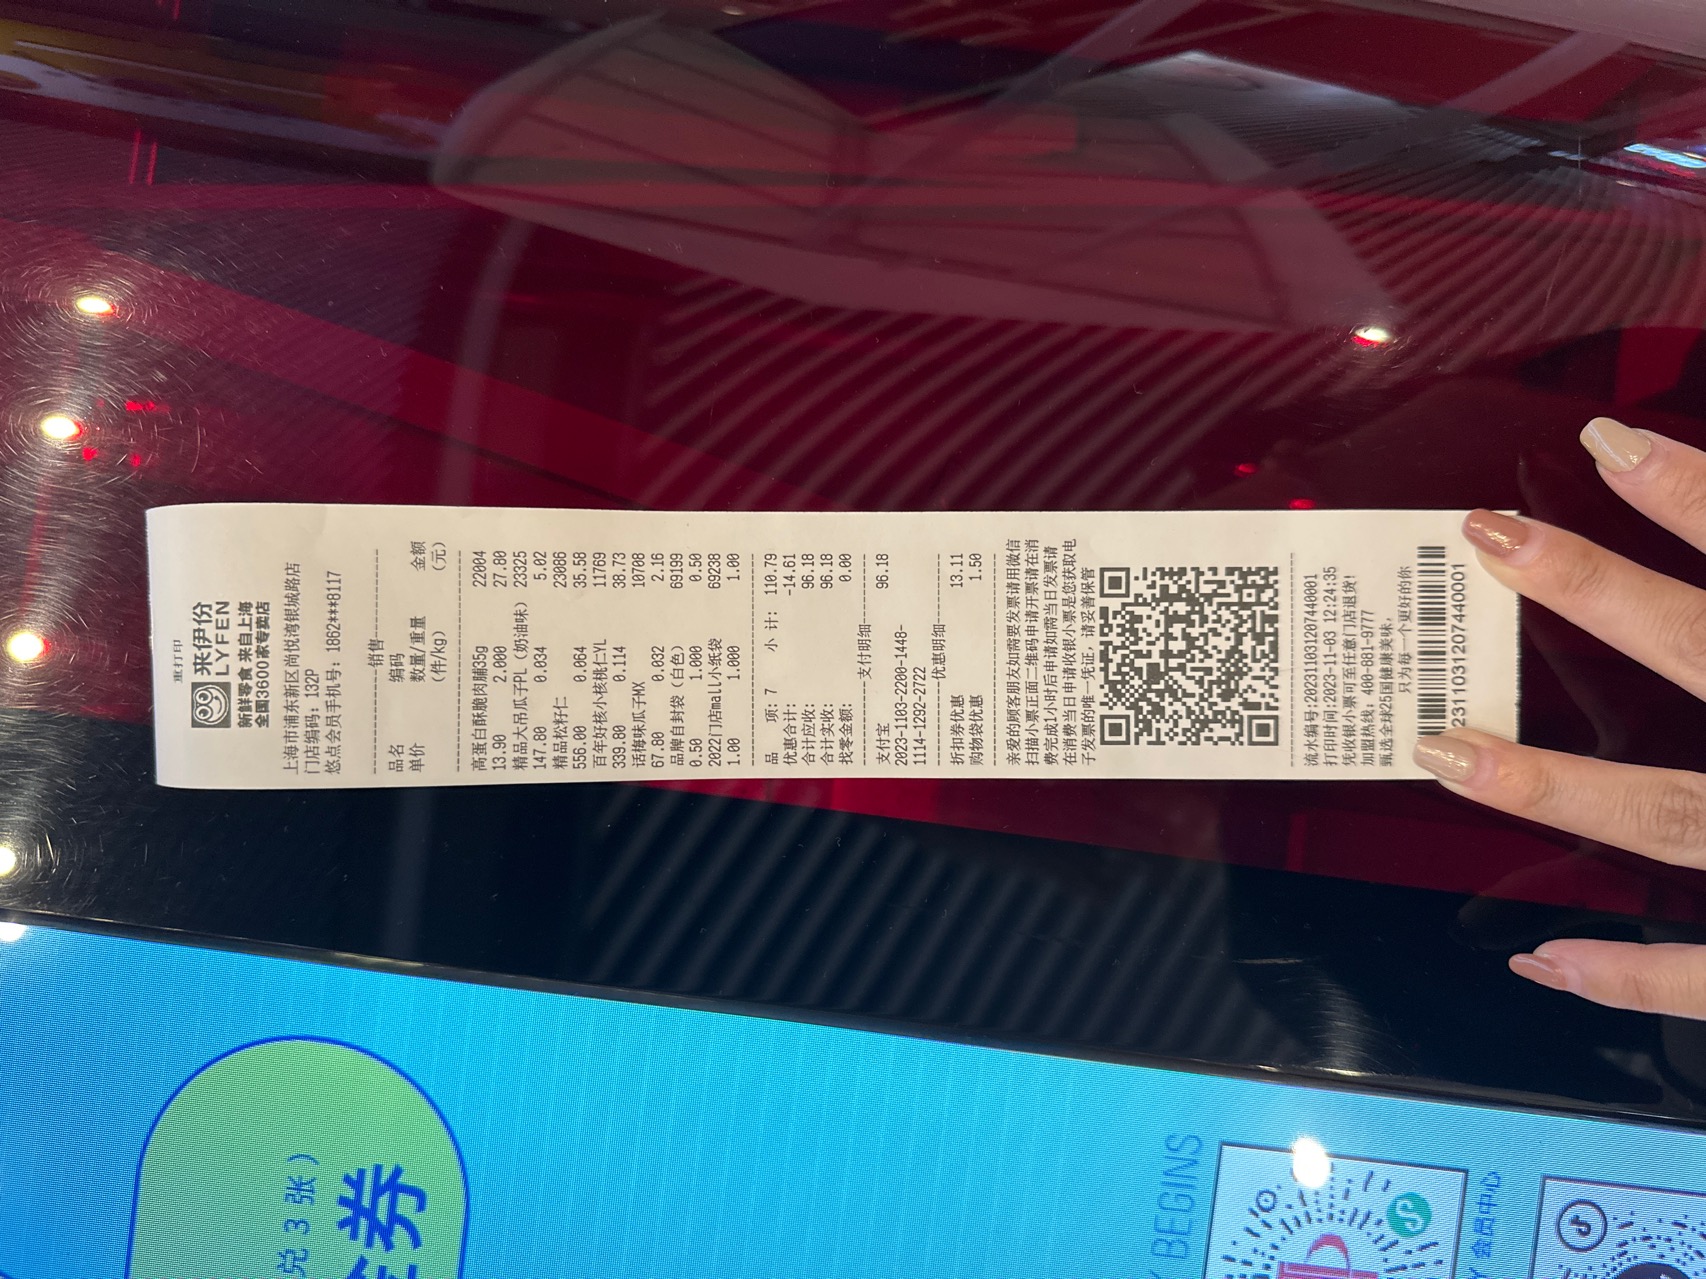 重打印
来伊份
LYFEN
新鲜零食 来自上海
全国3600家专卖店
上海市浦东新区尚悦湾银城路店
门店编码: 132P
悠点会员手机号: 1862***8117
销售
品名 编码 金额
单价 数量/重量 (元)
(件/kg)
高蛋白酥脆肉脯35g 22004
13.90 2.000 27.80
精品大吊瓜子PL (奶油味) 23325
147.80 0.034 5.02
精品松籽仁 23086
556.00 0.064 35.58
百年好核小核桃仁YL 11769
339.80 0.114 38.73
话梅味瓜子MX 10708
67.80 0.032 2.16
品牌自封袋 (白色) 69199
0.50 1.000 0.50
2022门店mall小纸袋 69238
1.00 1.000 1.00
品 项: 7 小 计: 110.79
优惠合计: -14.61
合计应收: 96.18
合计实收: 96.18
找零金额: 0.00
支付明细
支付宝 96.18
2023-1103-2200-1448-
1114-1292-2722
优惠明细
折扣券优惠 13.11
购物袋优惠 1.50
亲爱的顾客朋友如需要发票请用微信
扫描小票正面二维码申请开票请在消
费完成1小时后申请如需当日发票请
在消费当日申请收银小票是您获取电
子发票的唯一凭证, 请妥善保管
流水编号:2023110312074400​01
打印时间:2023-11-03 12:24:35
凭收银小票可至任意门店退货!
加盟热线: 400-881-9777
甄选全球25国健康美味,
只为每一个更好的你
231103120744​0001
兑 3 张)
券
BEGINS
会员中心